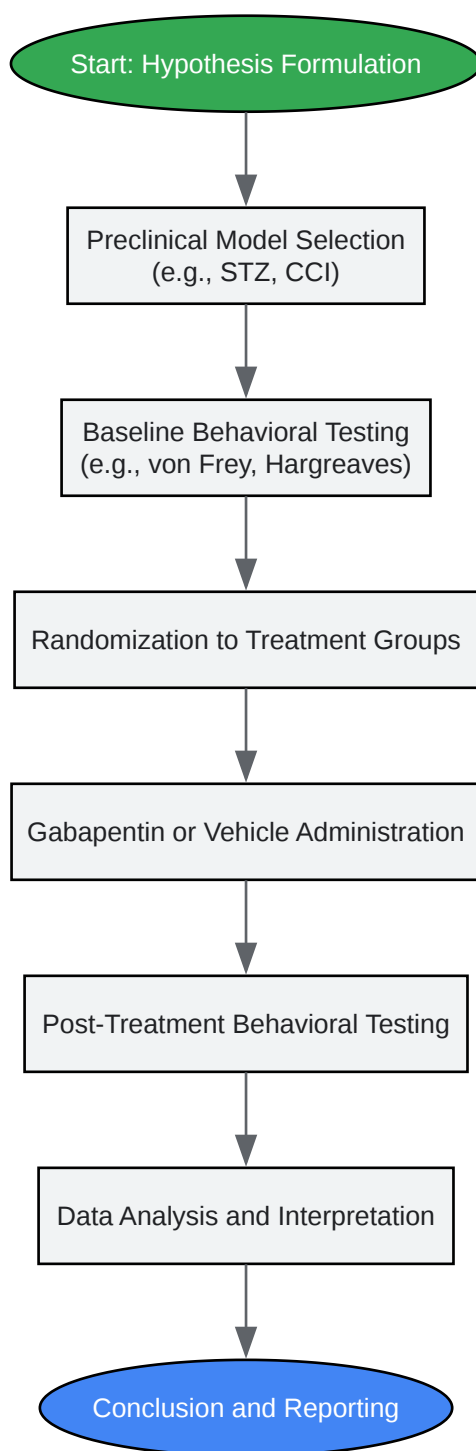 Start: Hypothesis Formulation
Preclinical Model Selection
(e.g., STZ, CCI)
Baseline Behavioral Testing
(e.g., von Frey, Hargreaves)
Randomization to Treatment Groups
Gabapentin or Vehicle Administration
Post-Treatment Behavioral Testing
Data Analysis and Interpretation
Conclusion and Reporting